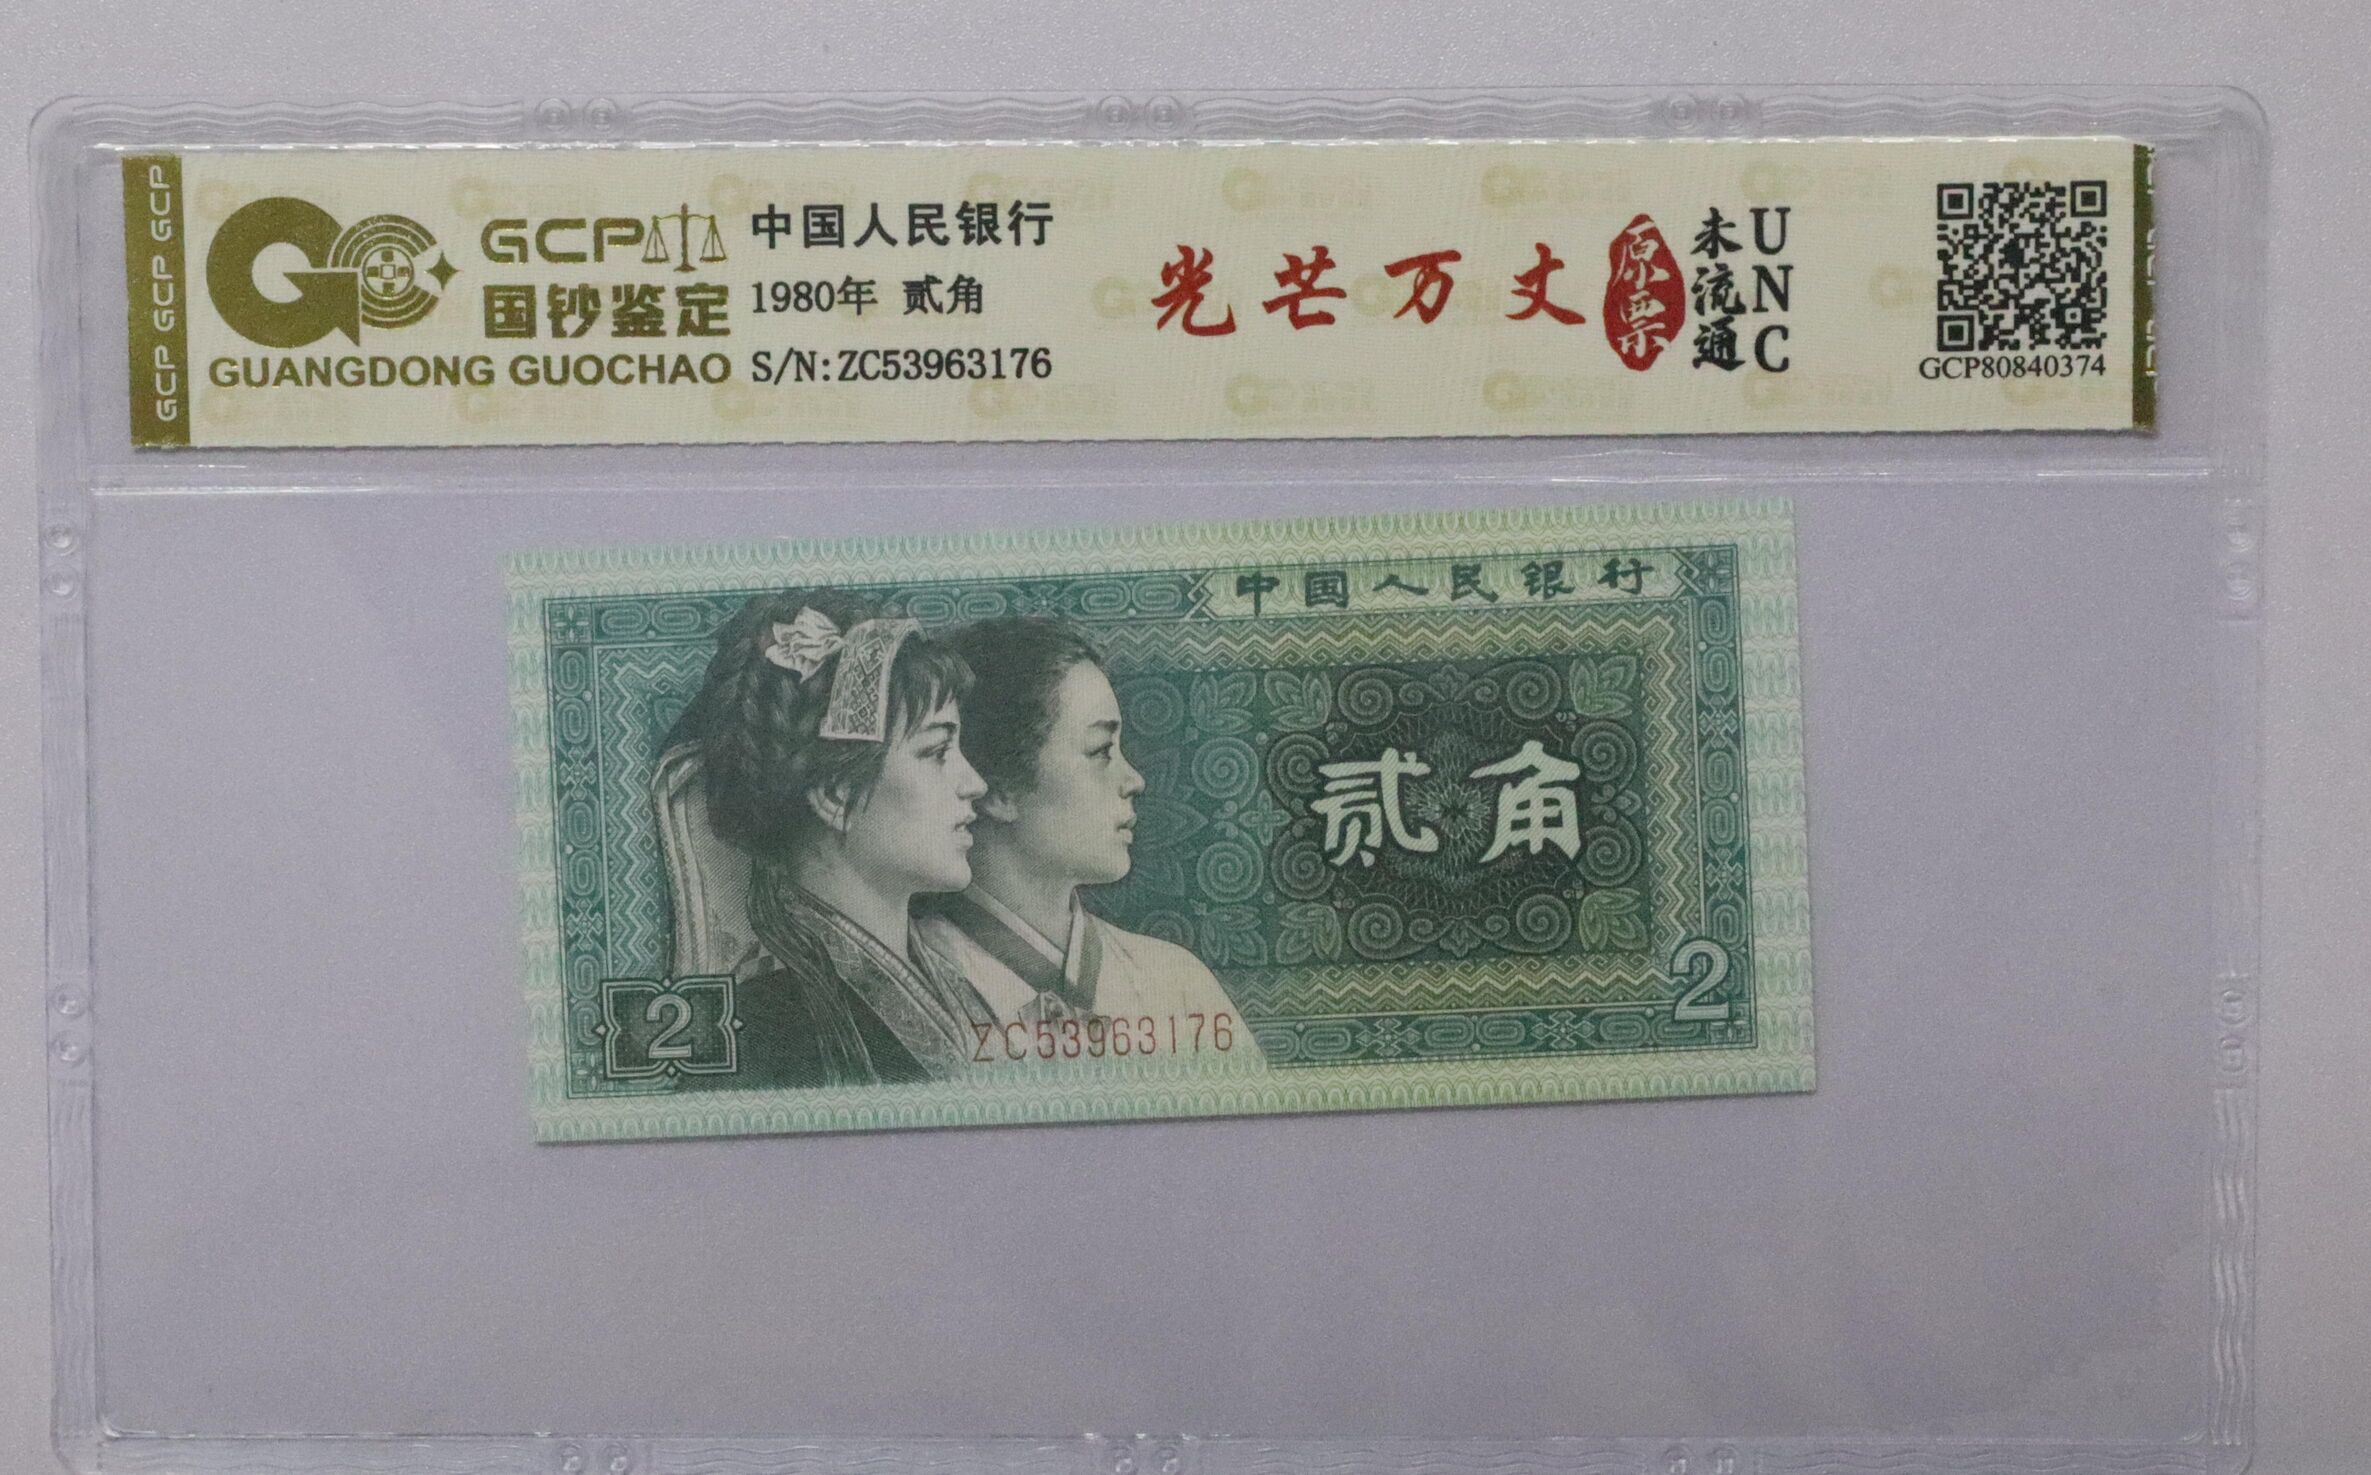 GCP GCP GCP
GCP
国钞鉴定
GUANGDONG GUOCHAO
中国人民银行
1980年 贰角
S/N:ZC53963176
光芒万丈
原票
未流通
UNC
GCP80840374
中国人民银行
贰角
2
2
ZC53963176